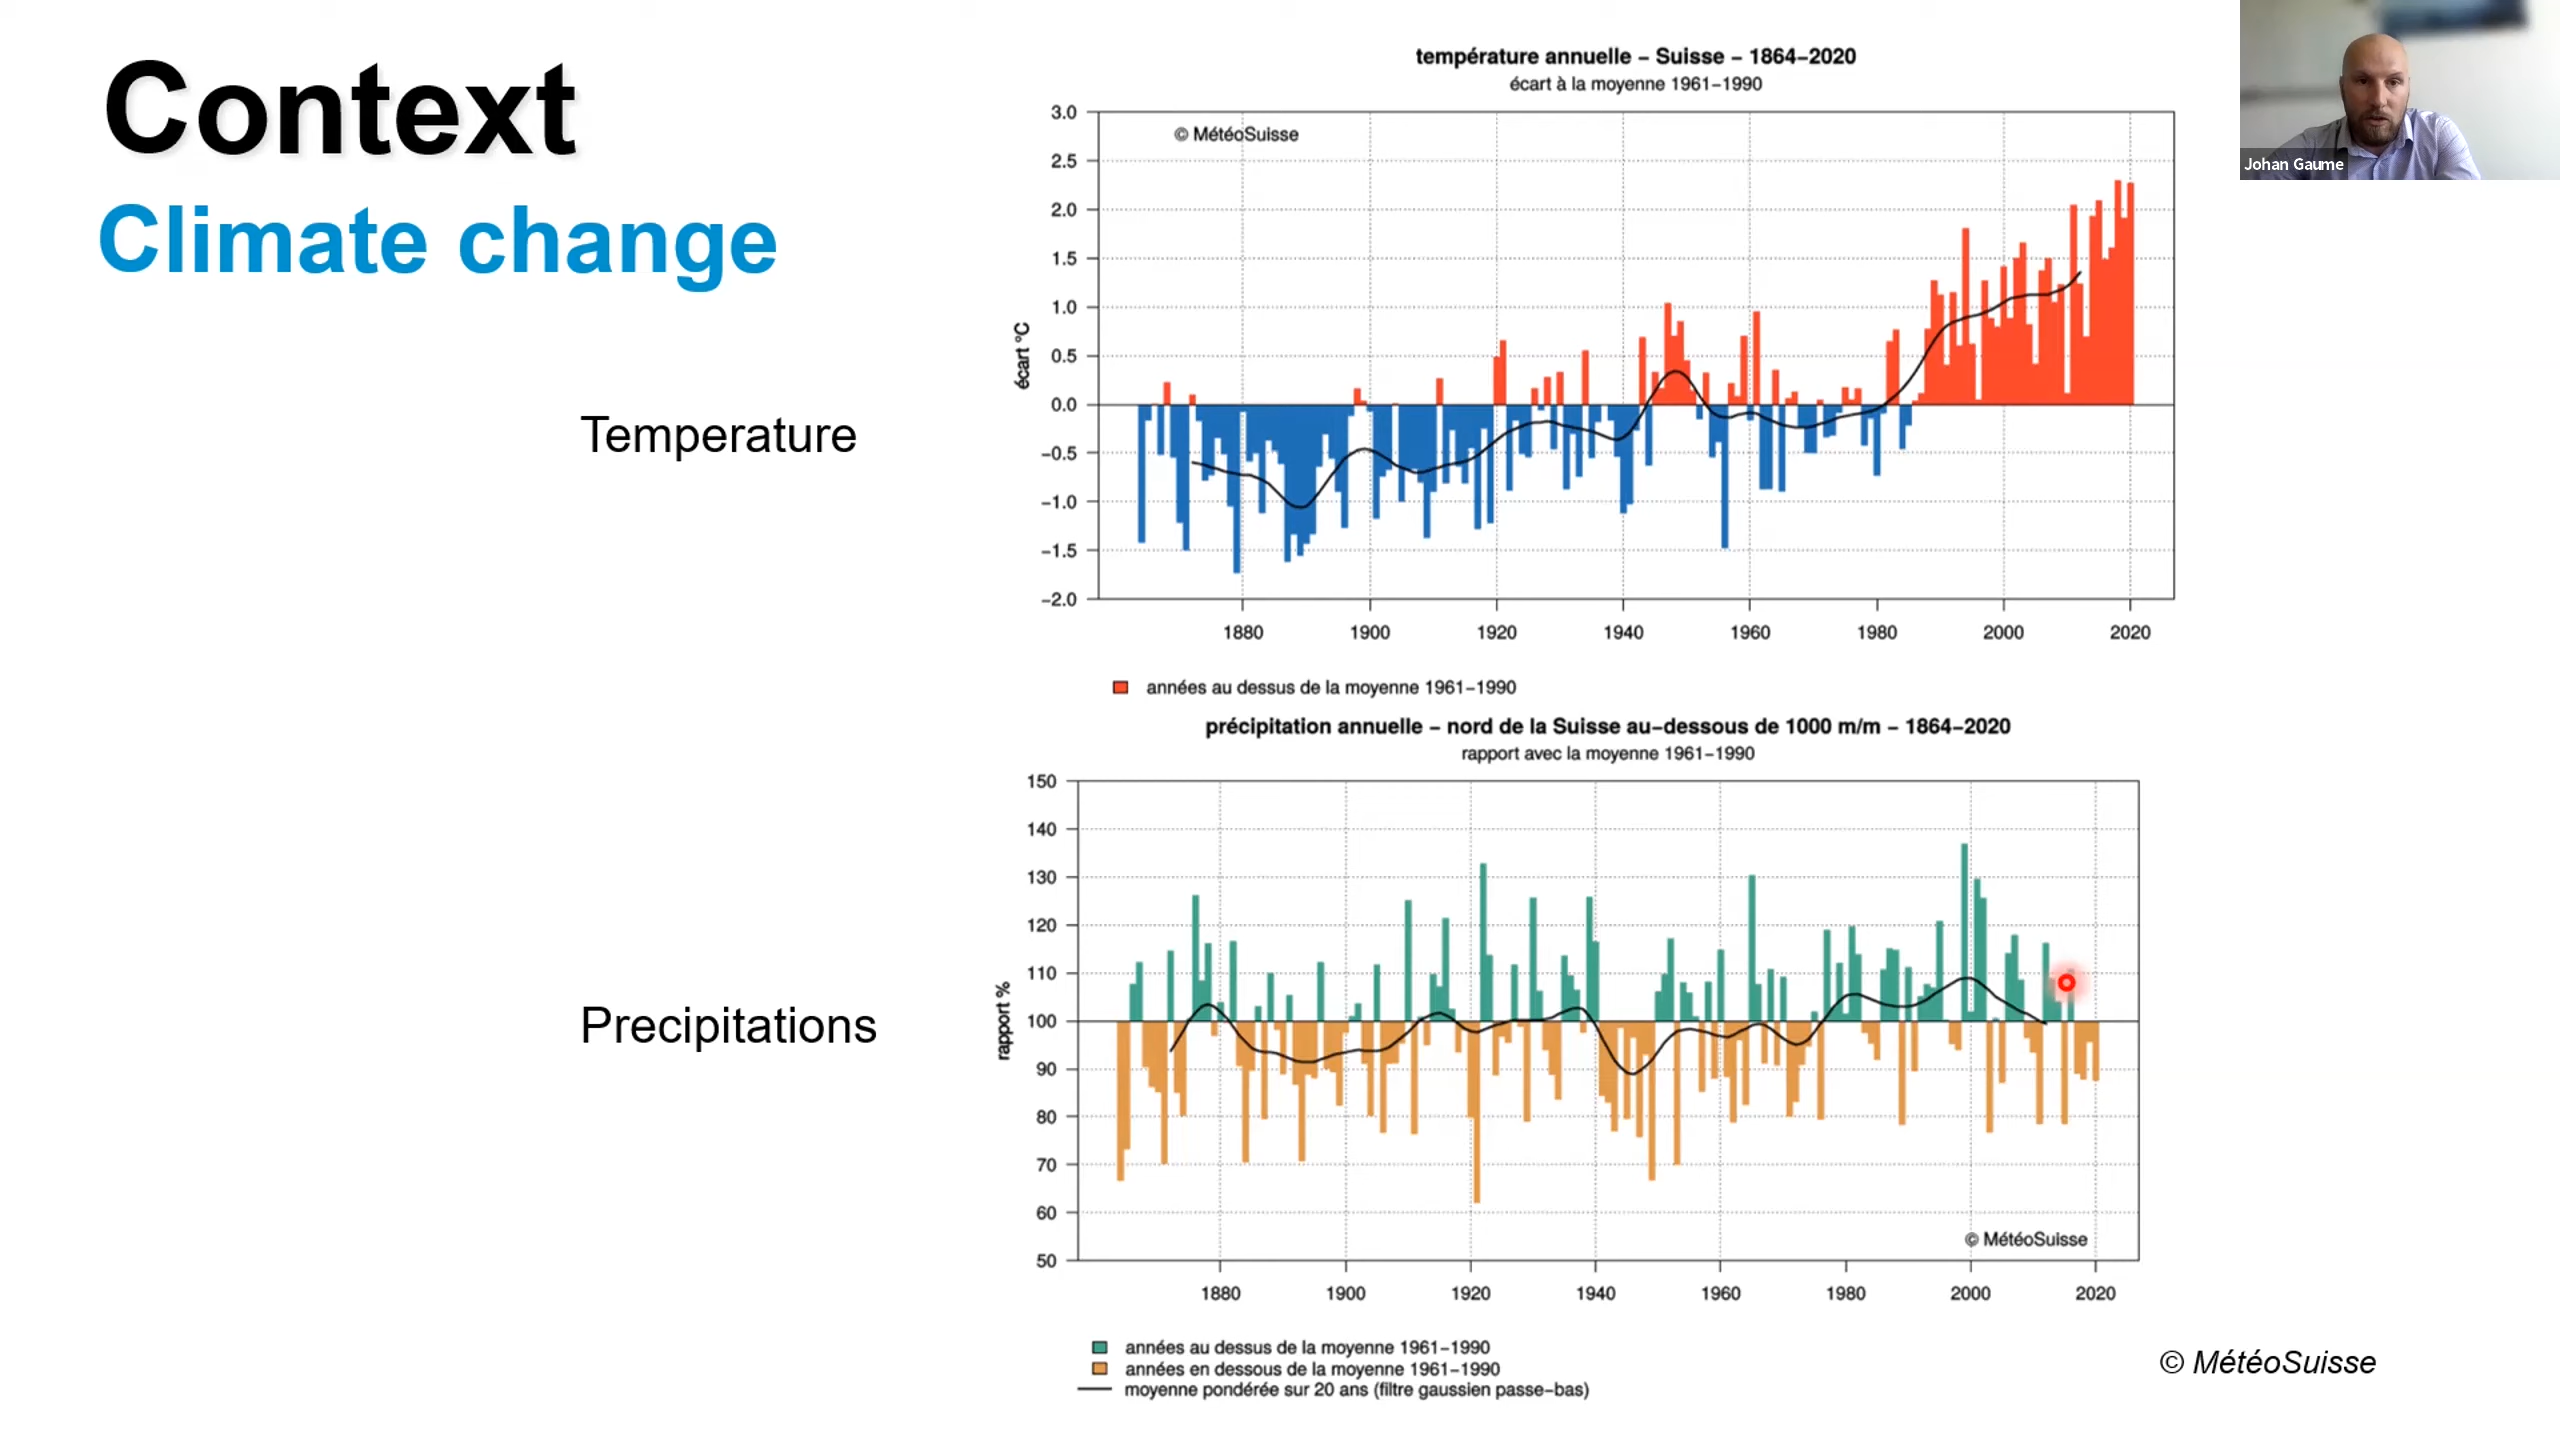 Context
Climate change
Temperature
Precipitations
température annuelle – Suisse – 1864–2020
écart à la moyenne 1961–1990
© MétéoSuisse
écart °C
3.0
2.5
2.0
1.5
1.0
0.5
0.0
−0.5
−1.0
−1.5
−2.0
1880 1900 1920 1940 1960 1980 2000 2020
années au dessus de la moyenne 1961–1990
précipitation annuelle – nord de la Suisse au–dessous de 1000 m/m – 1864–2020
rapport avec la moyenne 1961–1990
rapport %
150
140
130
120
110
100
90
80
70
60
50
© MétéoSuisse
1880 1900 1920 1940 1960 1980 2000 2020
années au dessus de la moyenne 1961–1990
années en dessous de la moyenne 1961–1990
moyenne pondérée sur 20 ans (filtre gaussien passe–bas)
© MétéoSuisse
Johan Gaume